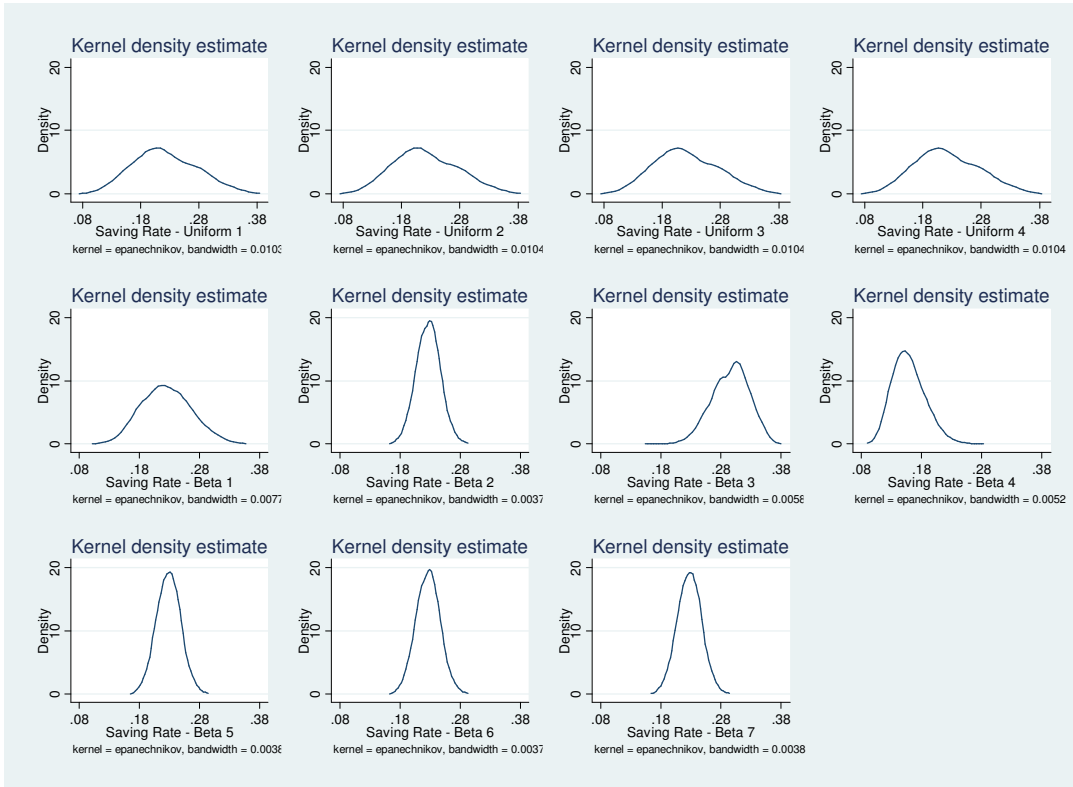 Kernel density estimate
20
10
0
Density
.08 .18 .28 .38
Saving Rate - Uniform 1
kernel = epanechnikov, bandwidth = 0.0103
Kernel density estimate
20
10
0
Density
.08 .18 .28 .38
Saving Rate - Uniform 2
kernel = epanechnikov, bandwidth = 0.0104
Kernel density estimate
20
10
0
Density
.08 .18 .28 .38
Saving Rate - Uniform 3
kernel = epanechnikov, bandwidth = 0.0104
Kernel density estimate
20
10
0
Density
.08 .18 .28 .38
Saving Rate - Uniform 4
kernel = epanechnikov, bandwidth = 0.0104
Kernel density estimate
20
10
0
Density
.08 .18 .28 .38
Saving Rate - Beta 1
kernel = epanechnikov, bandwidth = 0.0077
Kernel density estimate
20
10
0
Density
.08 .18 .28 .38
Saving Rate - Beta 2
kernel = epanechnikov, bandwidth = 0.0037
Kernel density estimate
20
10
0
Density
.08 .18 .28 .38
Saving Rate - Beta 3
kernel = epanechnikov, bandwidth = 0.0058
Kernel density estimate
20
10
0
Density
.08 .18 .28 .38
Saving Rate - Beta 4
kernel = epanechnikov, bandwidth = 0.0052
Kernel density estimate
20
10
0
Density
.08 .18 .28 .38
Saving Rate - Beta 5
kernel = epanechnikov, bandwidth = 0.0038
Kernel density estimate
20
10
0
Density
.08 .18 .28 .38
Saving Rate - Beta 6
kernel = epanechnikov, bandwidth = 0.0037
Kernel density estimate
20
10
0
Density
.08 .18 .28 .38
Saving Rate - Beta 7
kernel = epanechnikov, bandwidth = 0.0038